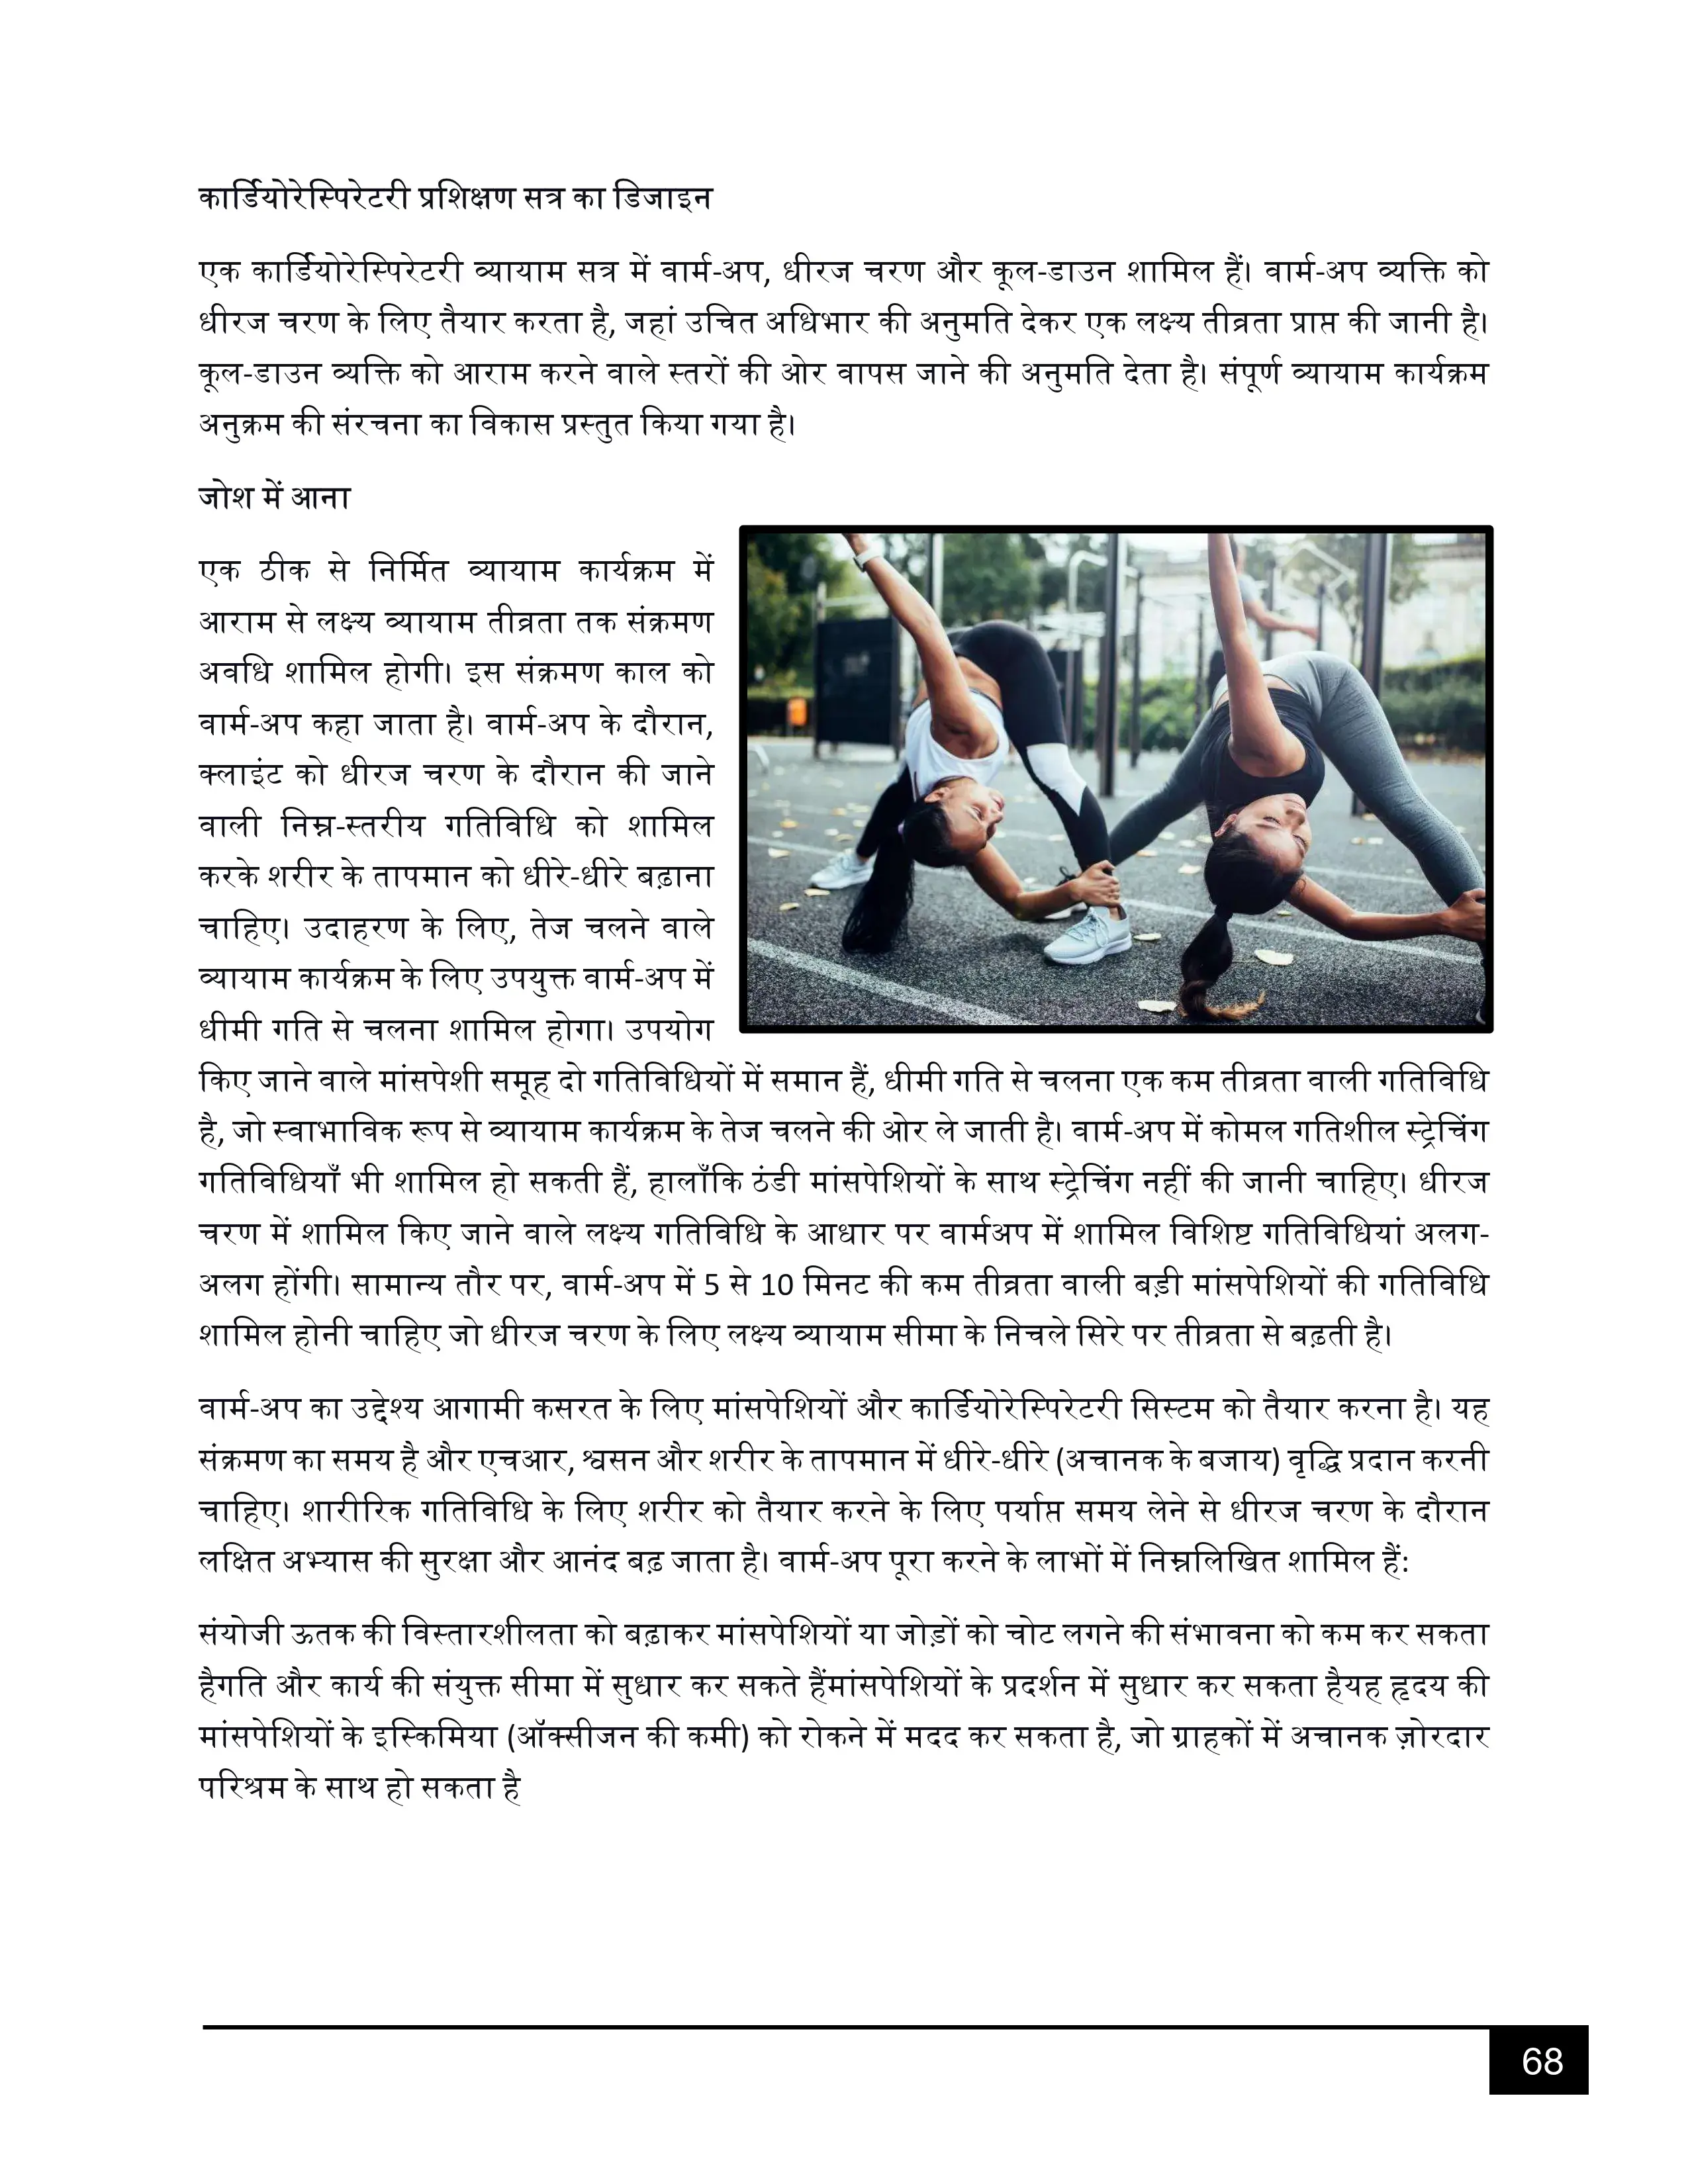 कार्डियोरेस्पिरेटरी प्रशिक्षण सत्र का डिजाइन
एक कार्डियोरेस्पिरेटरी व्यायाम सत्र में वार्म-अप, धीरज चरण और कूल-डाउन शामिल हैं। वार्म-अप व्यक्ति को
धीरज चरण के लिए तैयार करता है, जहां उचित अधिभार की अनुमति देकर एक लक्ष्य तीव्रता प्राप्त की जानी है।
कूल-डाउन व्यक्ति को आराम करने वाले स्तरों की ओर वापस जाने की अनुमति देता है। संपूर्ण व्यायाम कार्यक्रम
अनुक्रम की संरचना का विकास प्रस्तुत किया गया है।
जोश में आना
एक ठीक से निर्मित व्यायाम कार्यक्रम में
आराम से लक्ष्य व्यायाम तीव्रता तक संक्रमण
अवधि शामिल होगी। इस संक्रमण काल को
वार्म-अप कहा जाता है। वार्म-अप के दौरान,
क्लाइंट को धीरज चरण के दौरान की जाने
वाली निम्न-स्तरीय गतिविधि को शामिल
करके शरीर के तापमान को धीरे-धीरे बढ़ाना
चाहिए। उदाहरण के लिए, तेज चलने वाले
व्यायाम कार्यक्रम के लिए उपयुक्त वार्म-अप में
धीमी गति से चलना शामिल होगा। उपयोग
किए जाने वाले मांसपेशी समूह दो गतिविधियों में समान हैं, धीमी गति से चलना एक कम तीव्रता वाली गतिविधि
है, जो स्वाभाविक रूप से व्यायाम कार्यक्रम के तेज चलने की ओर ले जाती है। वार्म-अप में कोमल गतिशील स्ट्रेचिंग
गतिविधियाँ भी शामिल हो सकती हैं, हालाँकि ठंडी मांसपेशियों के साथ स्ट्रेचिंग नहीं की जानी चाहिए। धीरज
चरण में शामिल किए जाने वाले लक्ष्य गतिविधि के आधार पर वार्मअप में शामिल विशिष्ट गतिविधियां अलग-
अलग होंगी। सामान्य तौर पर, वार्म-अप में 5 से 10 मिनट की कम तीव्रता वाली बड़ी मांसपेशियों की गतिविधि
शामिल होनी चाहिए जो धीरज चरण के लिए लक्ष्य व्यायाम सीमा के निचले सिरे पर तीव्रता से बढ़ती है।
वार्म-अप का उद्देश्य आगामी कसरत के लिए मांसपेशियों और कार्डियोरेस्पिरेटरी सिस्टम को तैयार करना है। यह
संक्रमण का समय है और एचआर, श्वसन और शरीर के तापमान में धीरे-धीरे (अचानक के बजाय) वृद्धि प्रदान करनी
चाहिए। शारीरिक गतिविधि के लिए शरीर को तैयार करने के लिए पर्याप्त समय लेने से धीरज चरण के दौरान
लक्षित अभ्यास की सुरक्षा और आनंद बढ़ जाता है। वार्म-अप पूरा करने के लाभों में निम्नलिखित शामिल हैं:
संयोजी ऊतक की विस्तारशीलता को बढ़ाकर मांसपेशियों या जोड़ों को चोट लगने की संभावना को कम कर सकता
हैगति और कार्य की संयुक्त सीमा में सुधार कर सकते हैंमांसपेशियों के प्रदर्शन में सुधार कर सकता हैयह हृदय की
मांसपेशियों के इस्किमिया (ऑक्सीजन की कमी) को रोकने में मदद कर सकता है, जो ग्राहकों में अचानक ज़ोरदार
परिश्रम के साथ हो सकता है
68